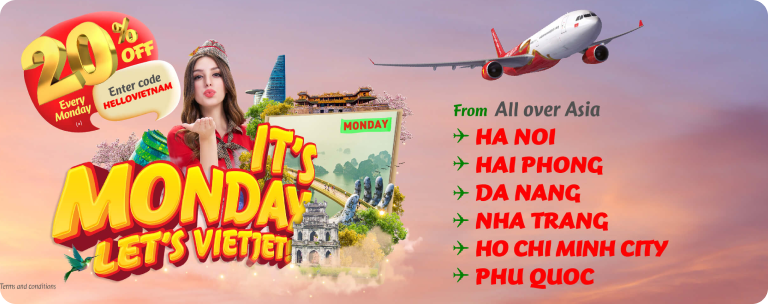 20% OFF
Every
Monday
(*)
Enter code
HELLOVIETNAM
IT'S
MONDAY
LET'S VIETJET!
MONDAY
From All over Asia
HA NOI
HAI PHONG
DA NANG
NHA TRANG
HO CHI MINH CITY
PHU QUOC
Terms and conditions